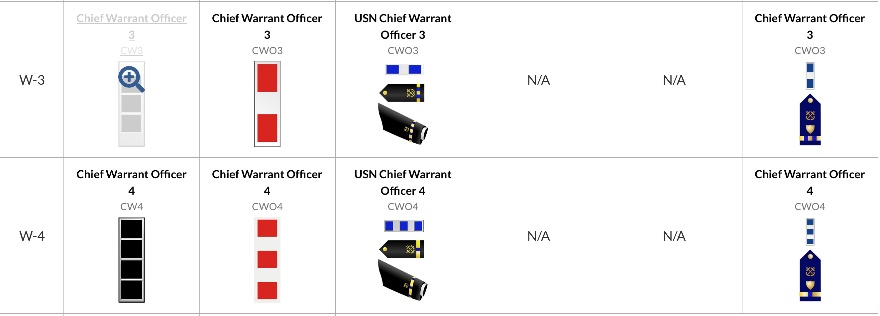 Chief Warrant Officer
3
CW3
Chief Warrant Officer
3
CWO3
USN Chief Warrant
Officer 3
CWO3
Chief Warrant Officer
3
CWO3
W-3
N/A
N/A
Chief Warrant Officer
4
CW4
Chief Warrant Officer
4
CWO4
USN Chief Warrant
Officer 4
CWO4
Chief Warrant Officer
4
CWO4
W-4
N/A
N/A